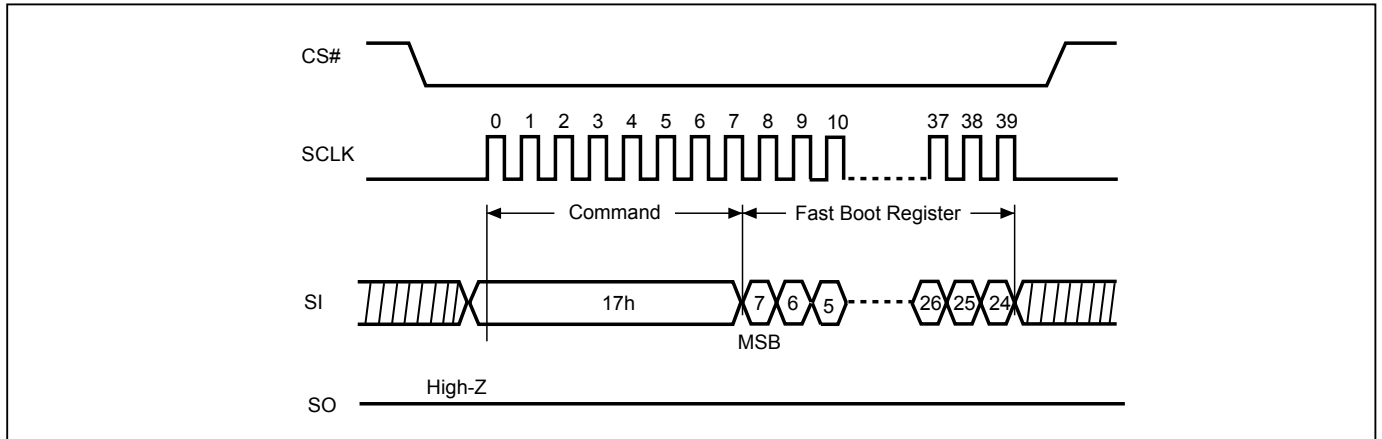 CS#
0 1 2 3 4 5 6 7 8 9 10 37 38 39
SCLK
Command Fast Boot Register
SI 17h 7 6 5 26 25 24
MSB
High-Z
SO